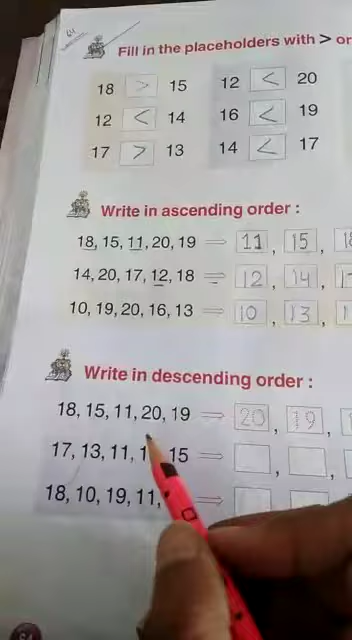 Fill in the placeholders with > or
18 > 15 12 < 20
12 < 14 16 < 19
17 > 13 14 < 17
Write in ascending order :
18, 15, 11, 20, 19 ⇒ 11, 15, 18
14, 20, 17, 12, 18 ⇒ 12, 14,
10, 19, 20, 16, 13 ⇒ 10, 13,
Write in descending order :
18, 15, 11, 20, 19 ⇒ 20, 19,
17, 13, 11, 15 ⇒ , ,
18, 10, 19, 11, ⇒